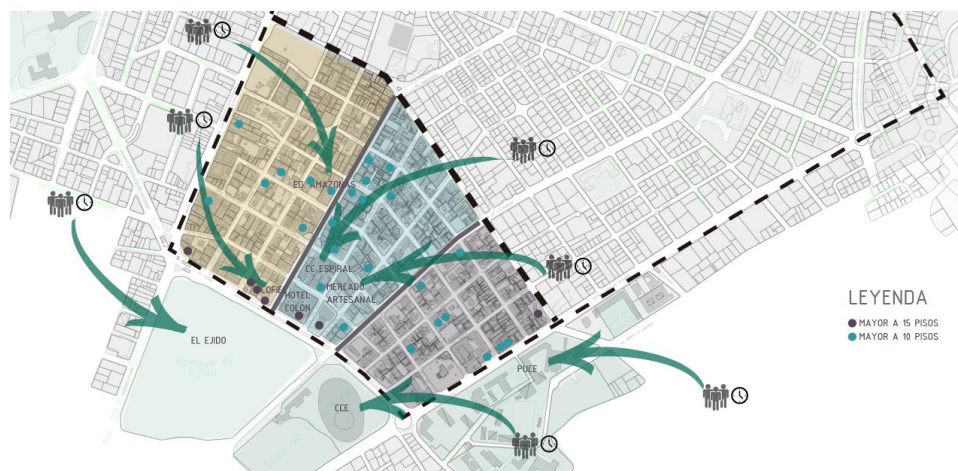 ED. AMAZONAS
CC.ESPIRAL
COFIEC
HOTEL
COLON
MERCADO
ARTESANAL
EL EJIDO
PUCE
CCE
LEYENDA
MAYOR A 15 PISOS
MAYOR A 10 PISOS